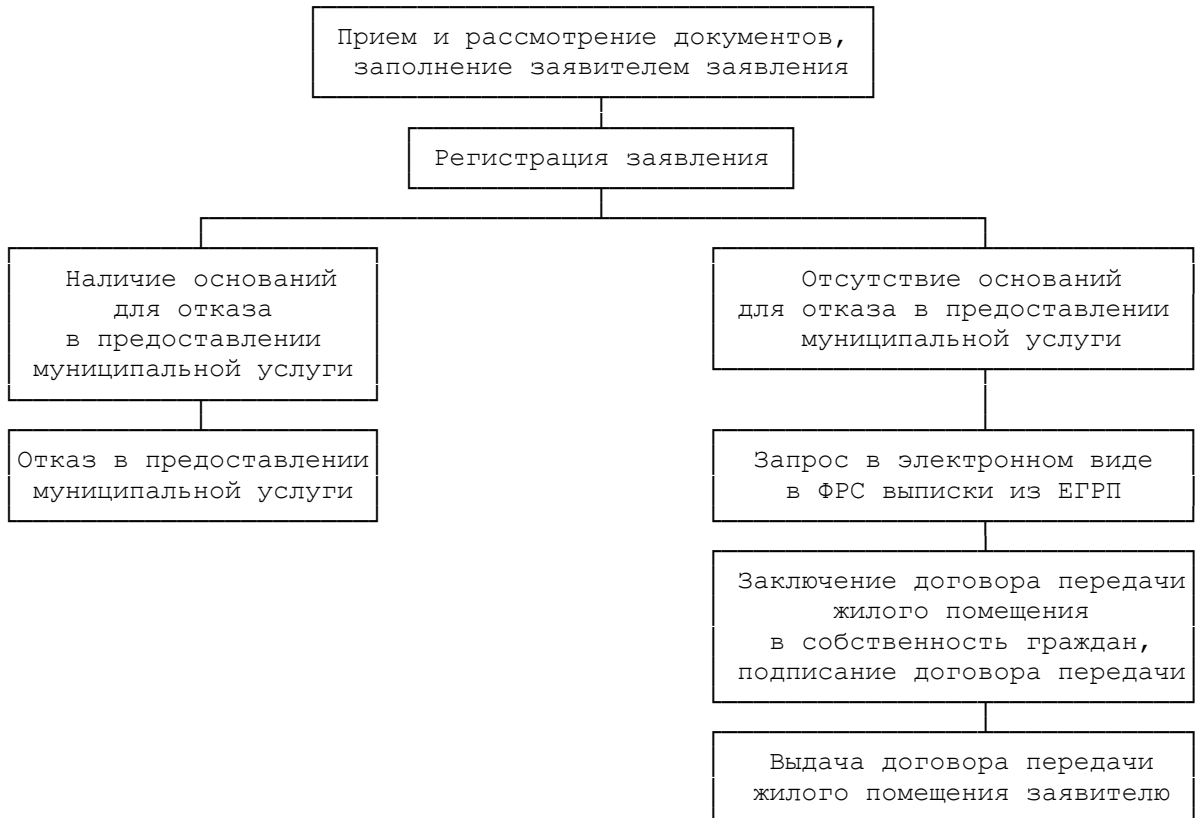 Прием и рассмотрение документов,
заполнение заявителем заявления
Регистрация заявления
Наличие оснований
для отказа
в предоставлении
муниципальной услуги
Отсутствие оснований
для отказа в предоставлении
муниципальной услуги
Отказ в предоставлении
муниципальной услуги
Запрос в электронном виде
в ФРС выписки из ЕГРП
Заключение договора передачи
жилого помещения
в собственность граждан,
подписание договора передачи
Выдача договора передачи
жилого помещения заявителю